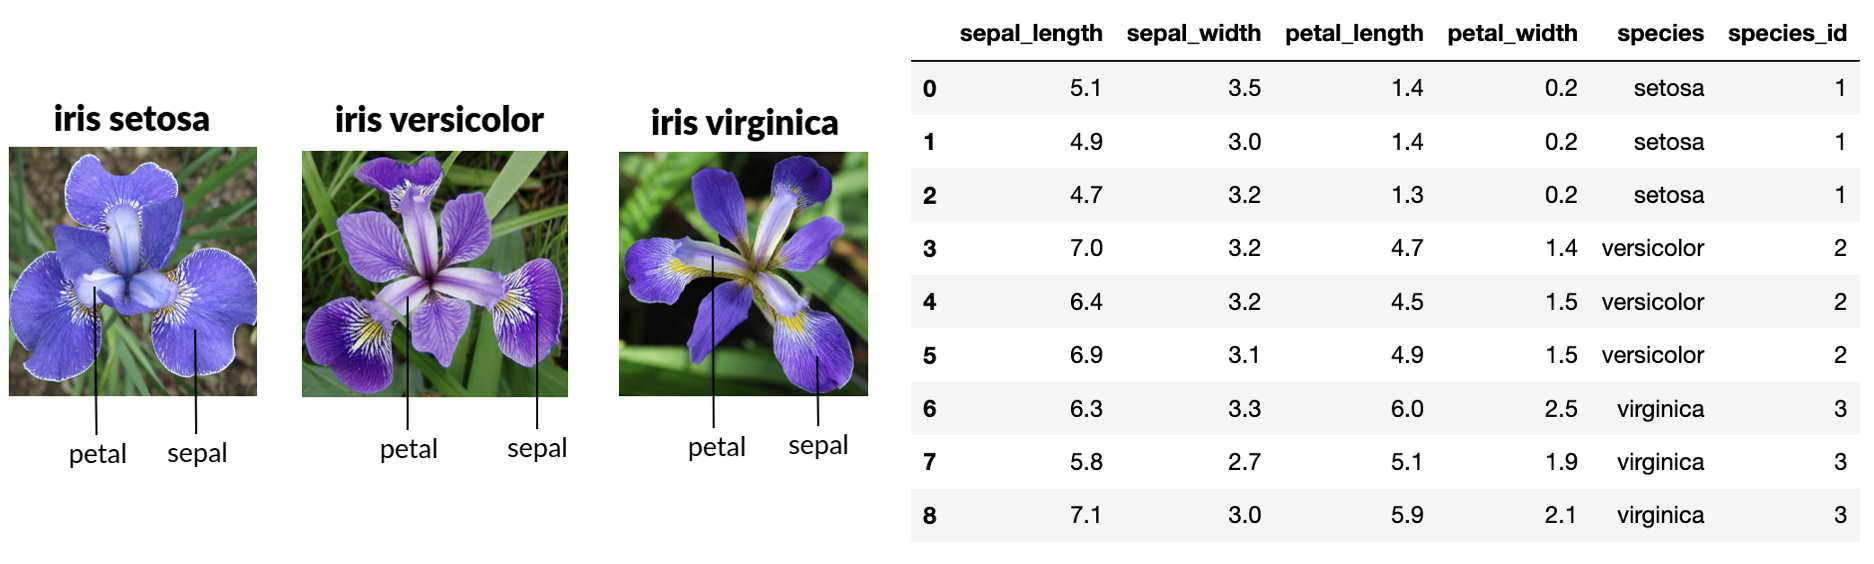 iris setosa
petal sepal
iris versicolor
petal sepal
iris virginica
petal sepal
sepal_length sepal_width petal_length petal_width species species_id
0 5.1 3.5 1.4 0.2 setosa 1
1 4.9 3.0 1.4 0.2 setosa 1
2 4.7 3.2 1.3 0.2 setosa 1
3 7.0 3.2 4.7 1.4 versicolor 2
4 6.4 3.2 4.5 1.5 versicolor 2
5 6.9 3.1 4.9 1.5 versicolor 2
6 6.3 3.3 6.0 2.5 virginica 3
7 5.8 2.7 5.1 1.9 virginica 3
8 7.1 3.0 5.9 2.1 virginica 3